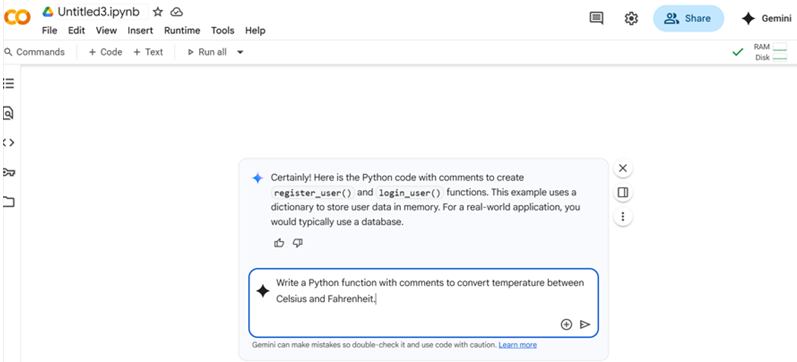 CO Untitled3.ipynb
Share
Gemini
File Edit View Insert Runtime Tools Help
Commands + Code + Text Run all
RAM
Disk
Certainly! Here is the Python code with comments to create
register_user() and login_user() functions. This example uses a
dictionary to store user data in memory. For a real-world application, you
would typically use a database.
Write a Python function with comments to convert temperature between
Celsius and Fahrenheit.
Gemini can make mistakes so double-check it and use code with caution. Learn more